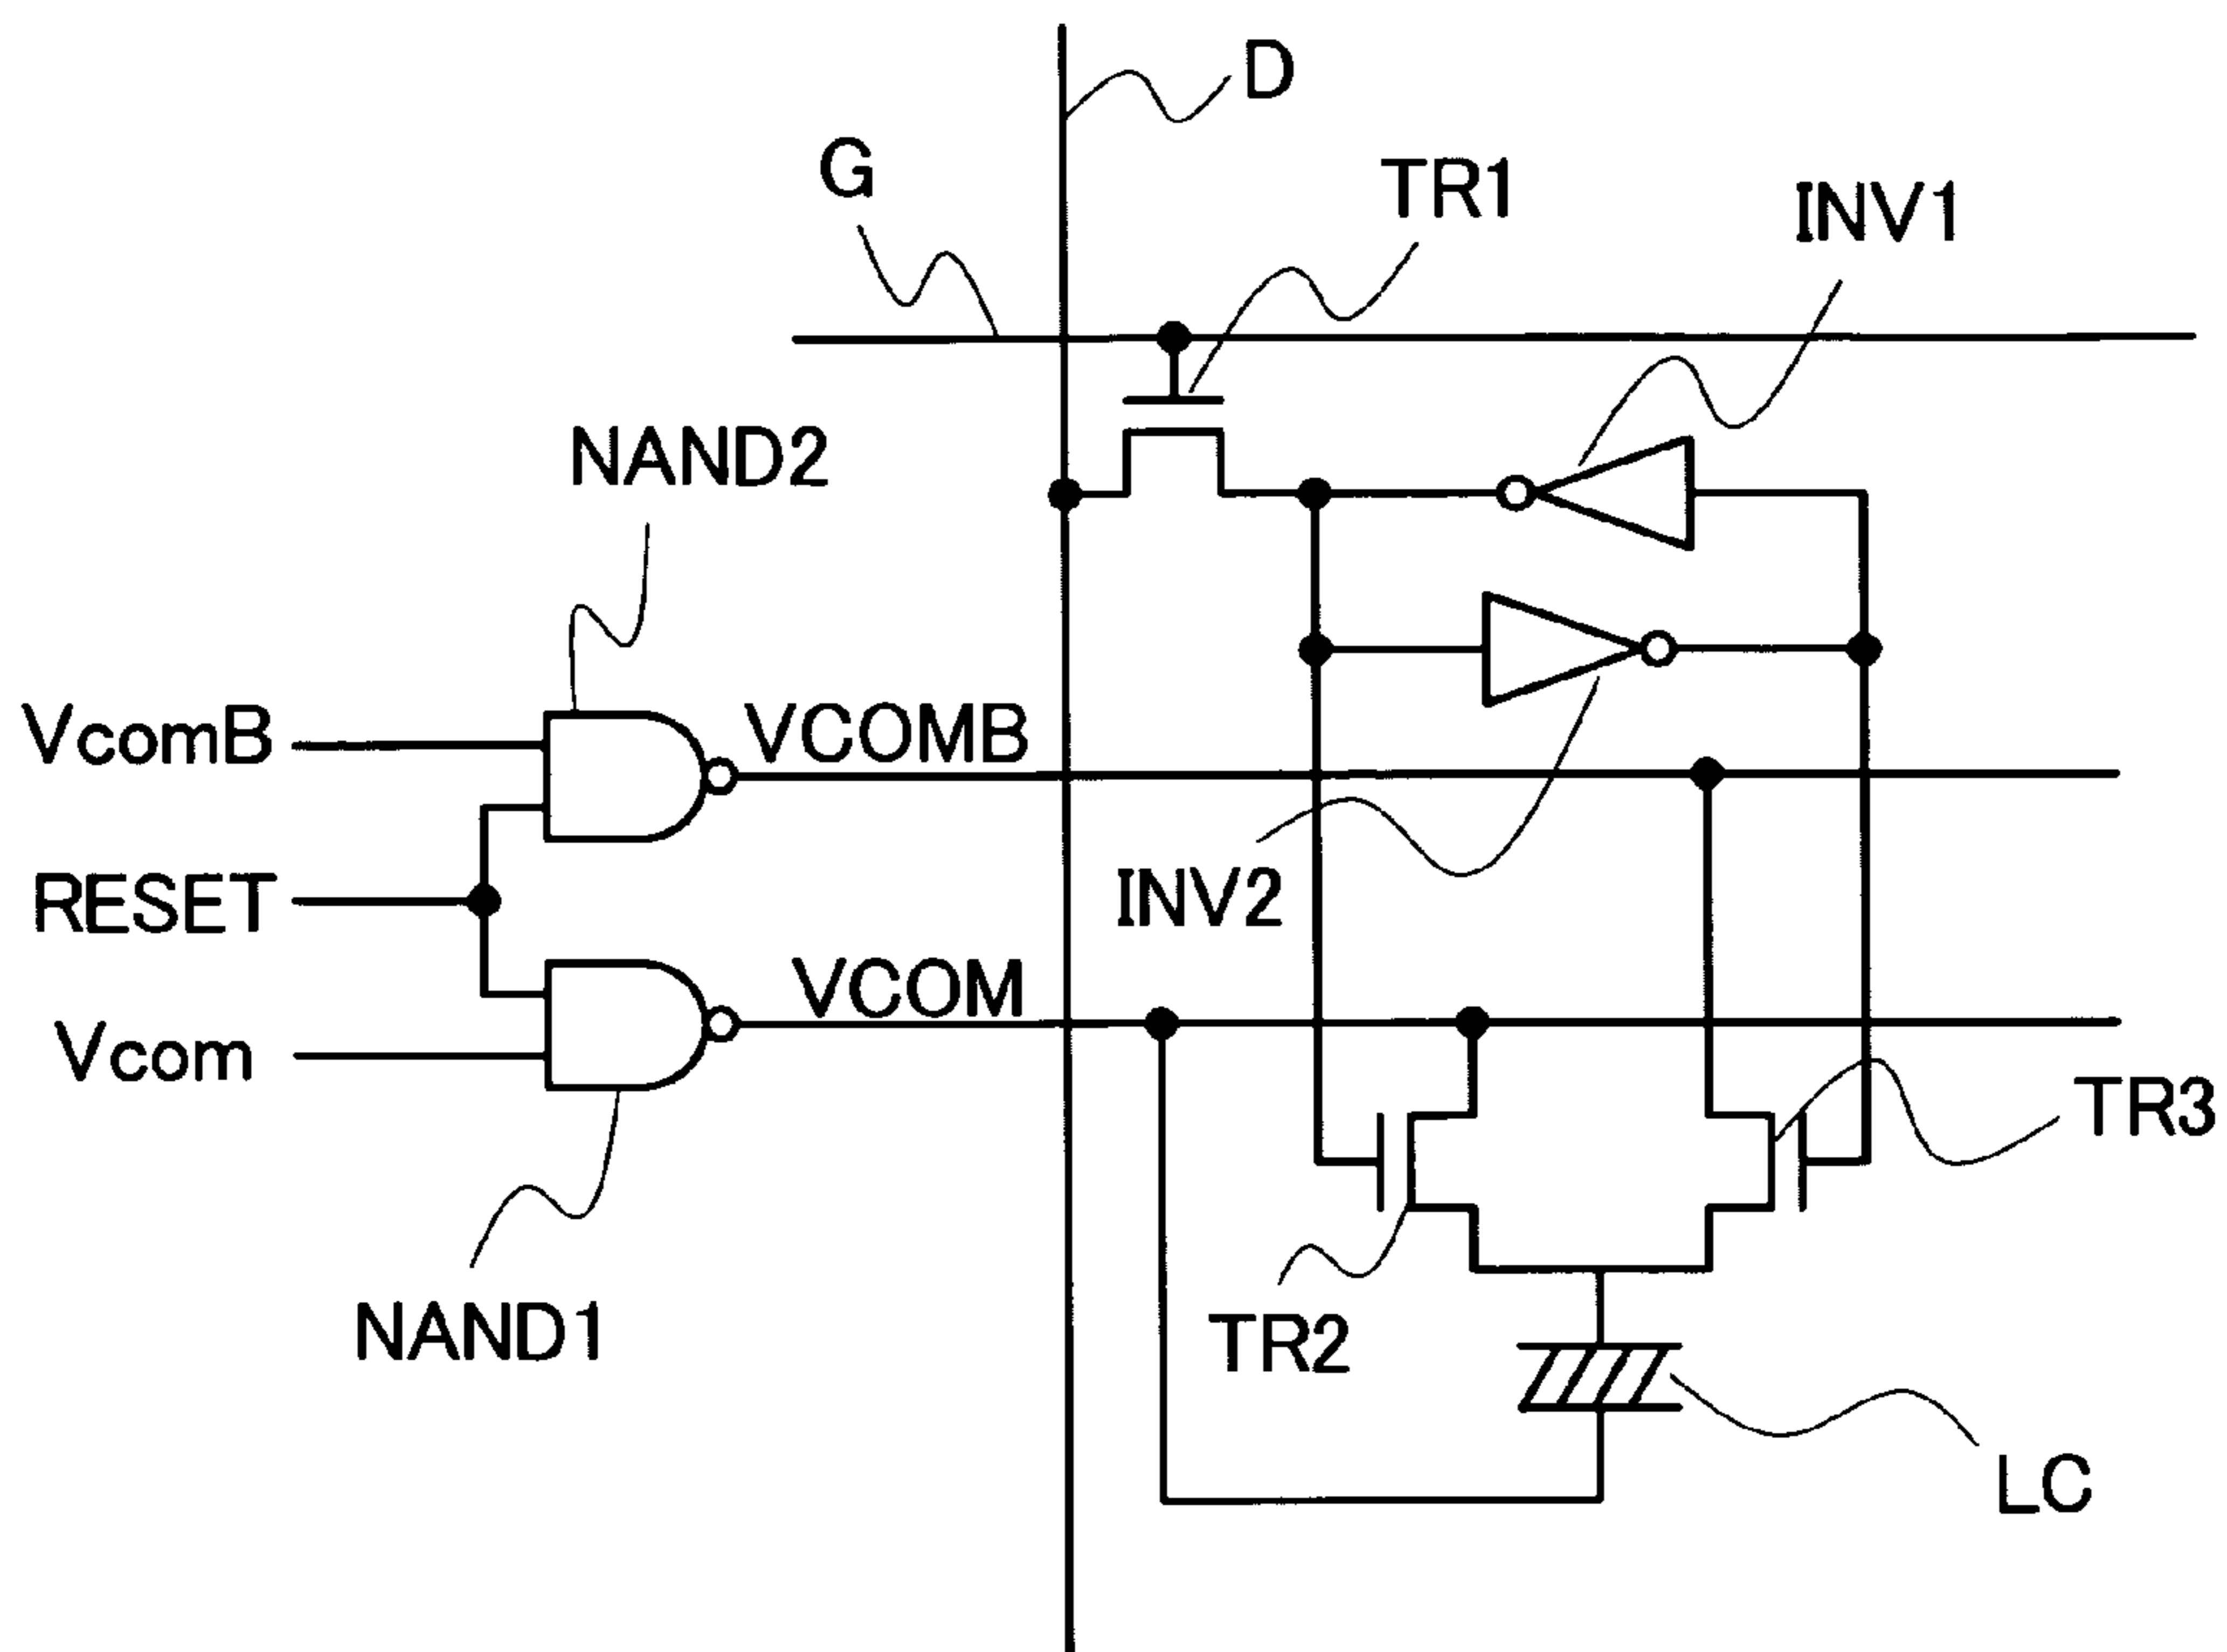 D
G
TR1
INV1
NAND2
VcomB
VCOMB
RESET
INV2
VCOM
Vcom
TR3
NAND1
TR2
LC